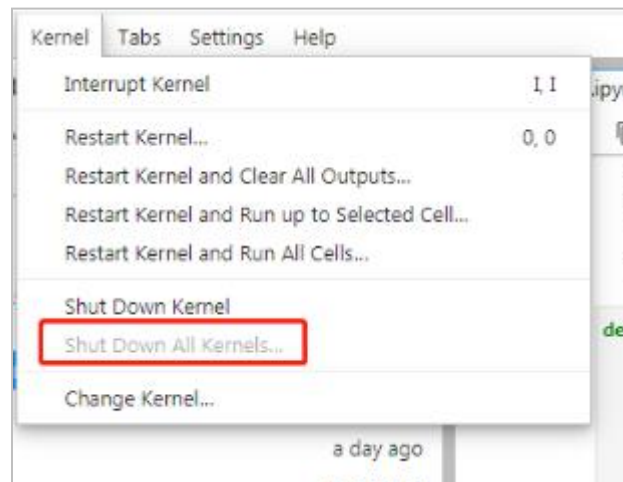 Kernel Tabs Settings Help
Interrupt Kernel I, I
.ipy
Restart Kernel... 0, 0
Restart Kernel and Clear All Outputs...
Restart Kernel and Run up to Selected Cell...
Restart Kernel and Run All Cells...
Shut Down Kernel
Shut Down All Kernels...
de
Change Kernel...
a day ago